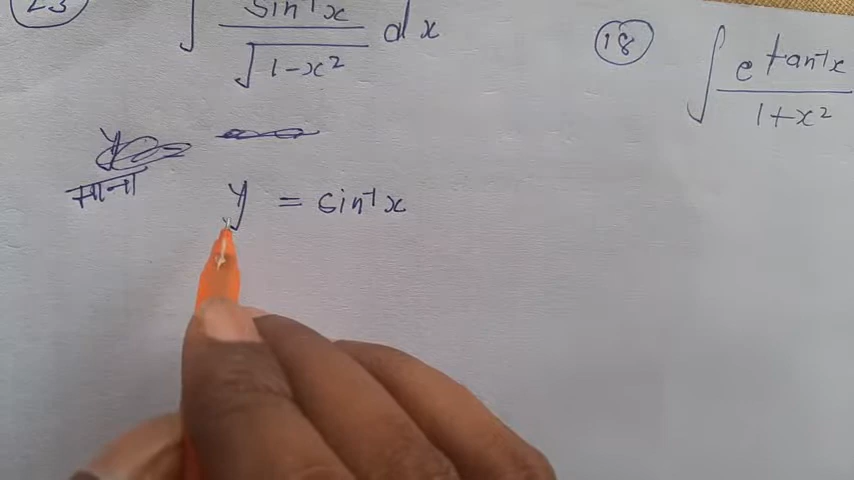 23 ∫ sin⁻¹x / √1-x² dx
18 ∫ e tan⁻¹x / 1+x²
माना
y = sin⁻¹x